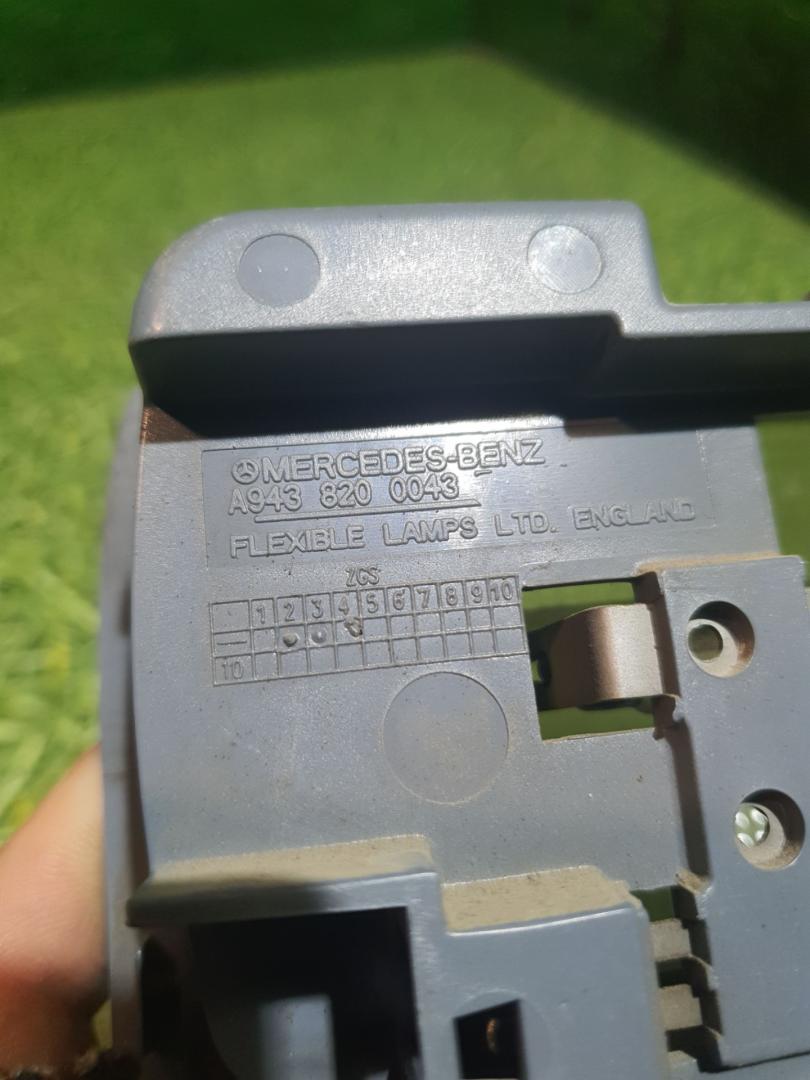 MERCEDES-BENZ
A943 820 0043
FLEXIBLE LAMPS LTD. ENGLAND
ZGS
1 2 3 4 5 6 7 8 9 10
10